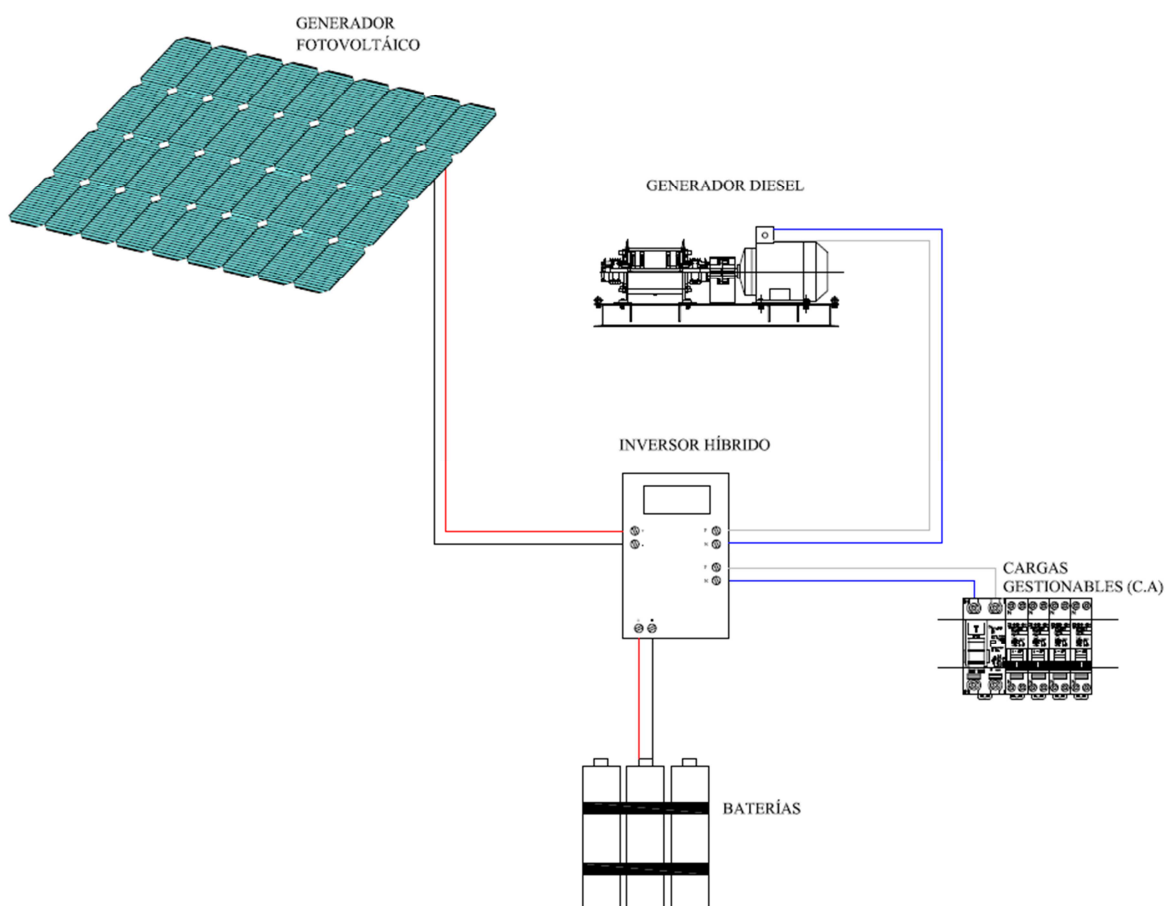 GENERADOR
FOTOVOLTÁICO
GENERADOR DIESEL
INVERSOR HÍBRIDO
F
N
F
N
CARGAS
GESTIONABLES (C.A)
BATERÍAS